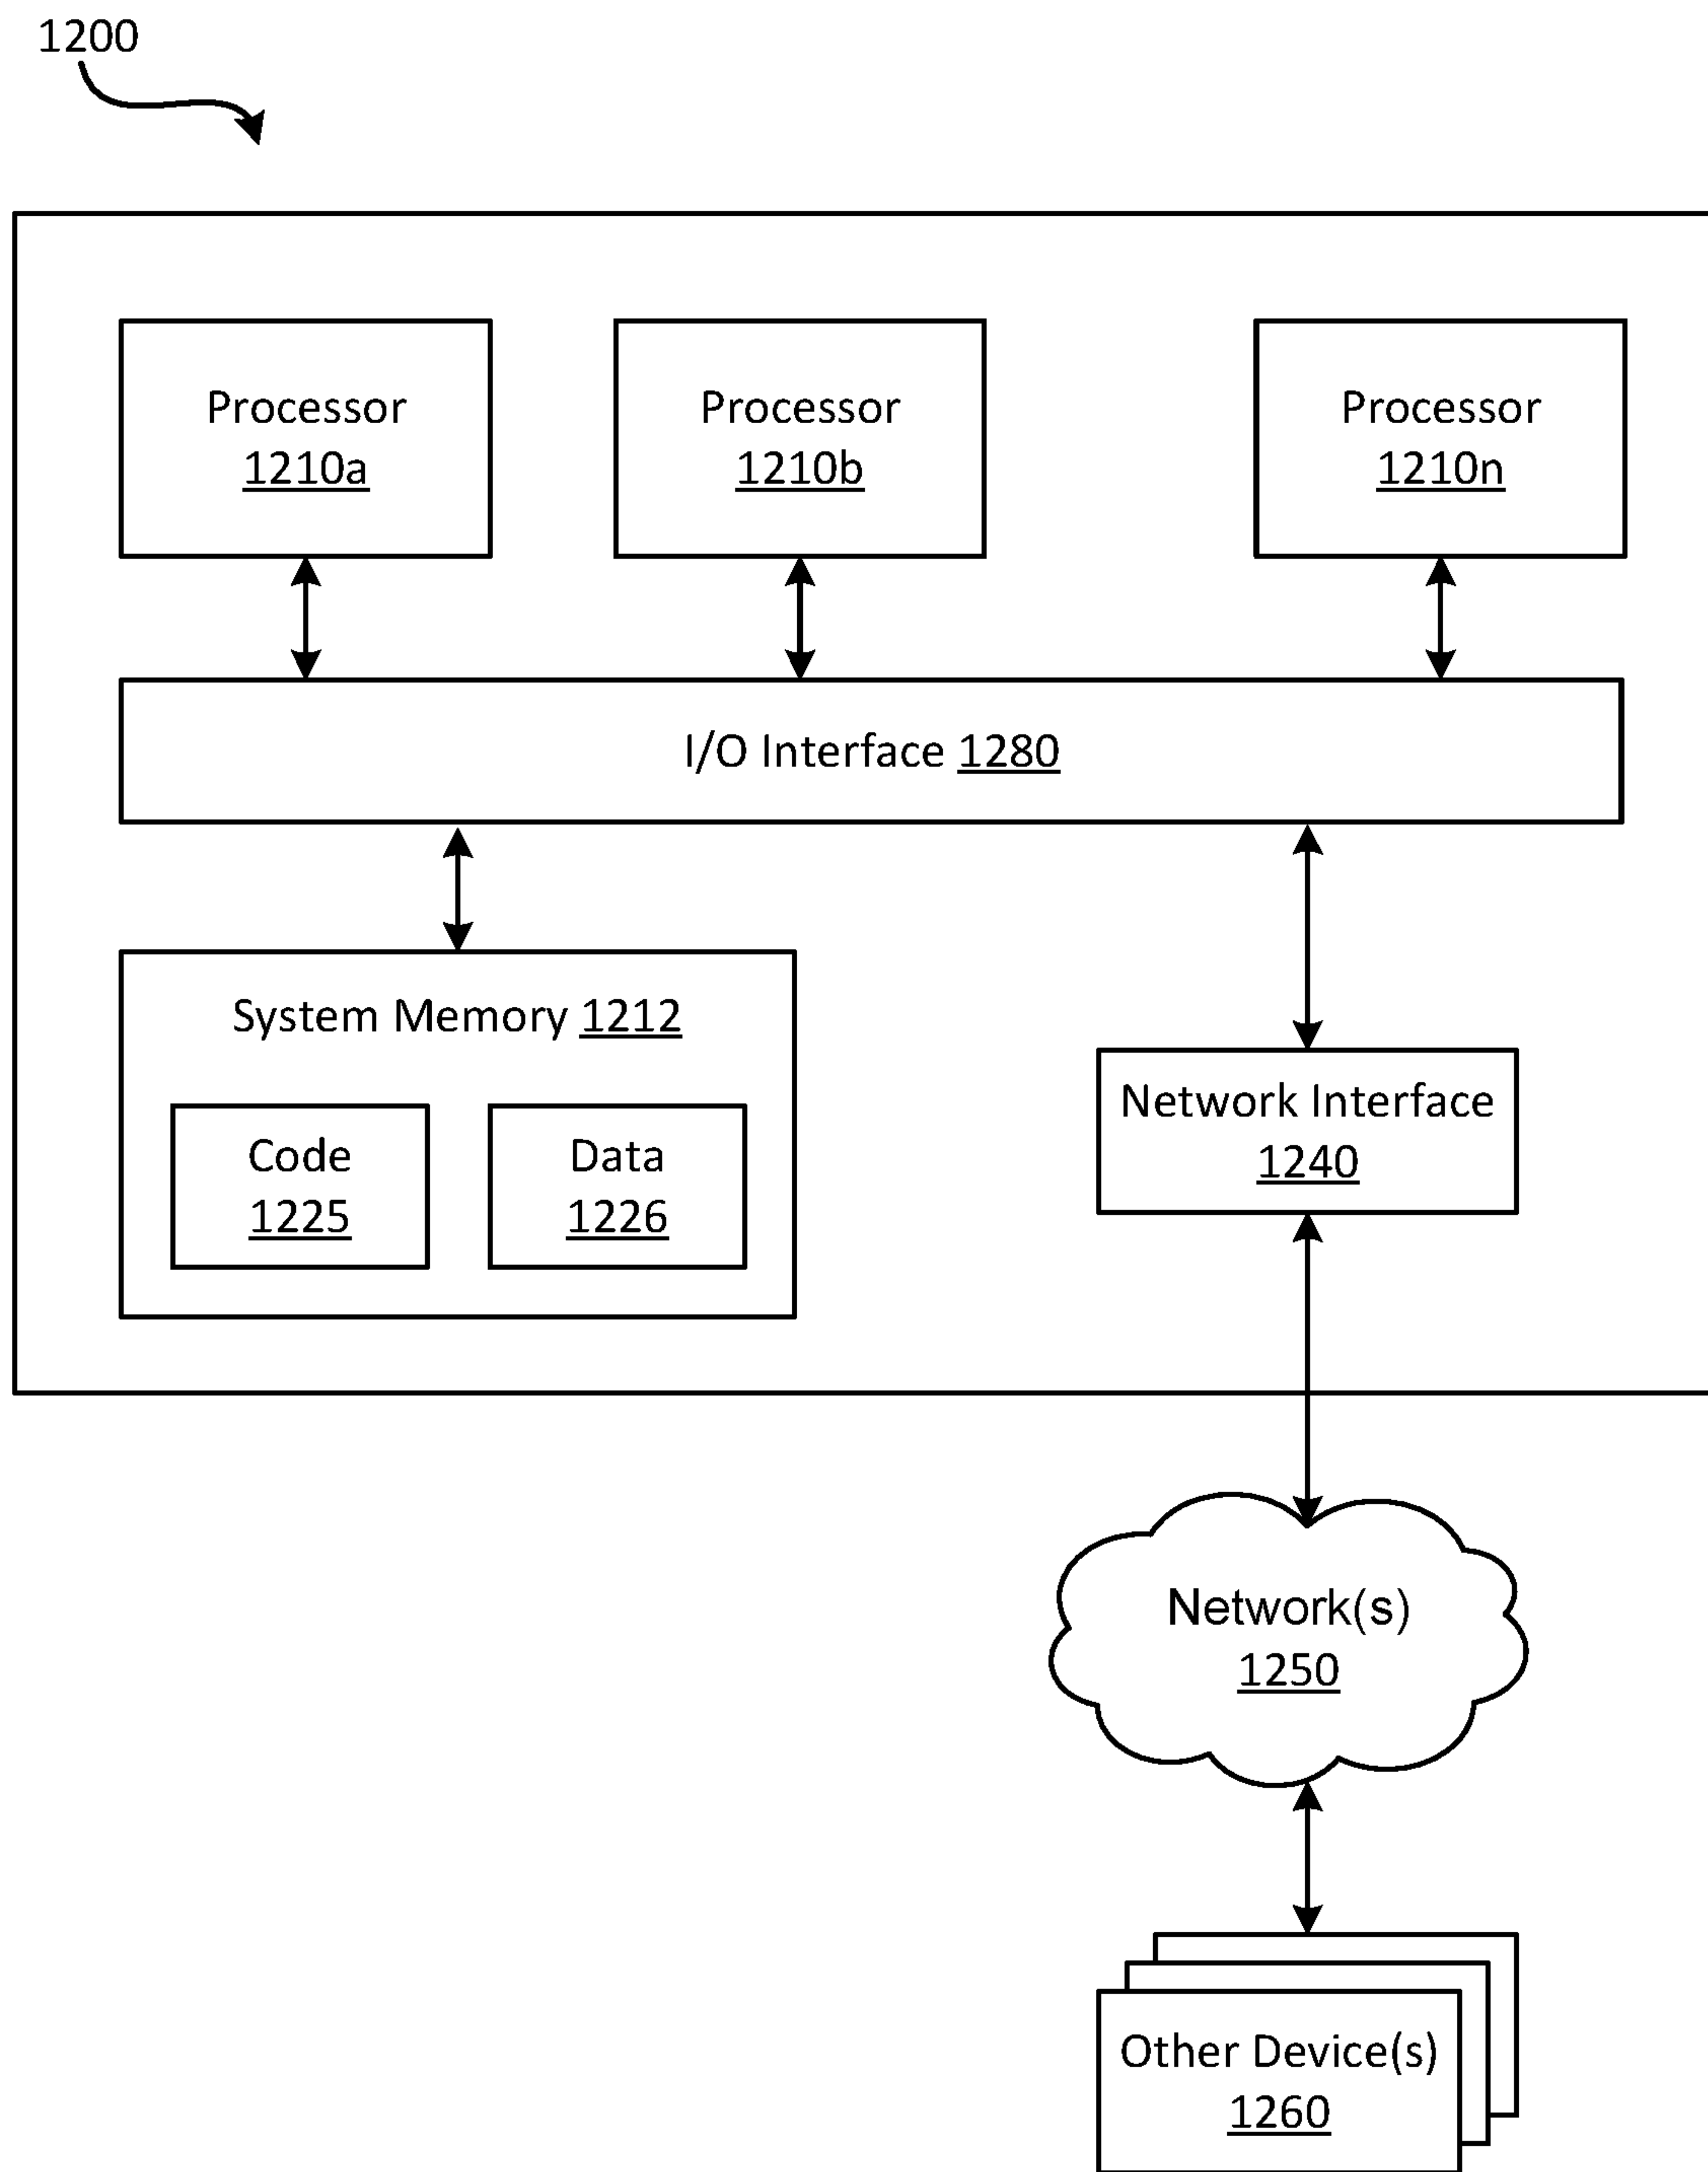 1200
Processor
1210a
Processor
1210b
Processor
1210n
I/O Interface 1280
System Memory 1212
Code
1225
Data
1226
Network Interface
1240
Network(s)
1250
Other Device(s)
1260